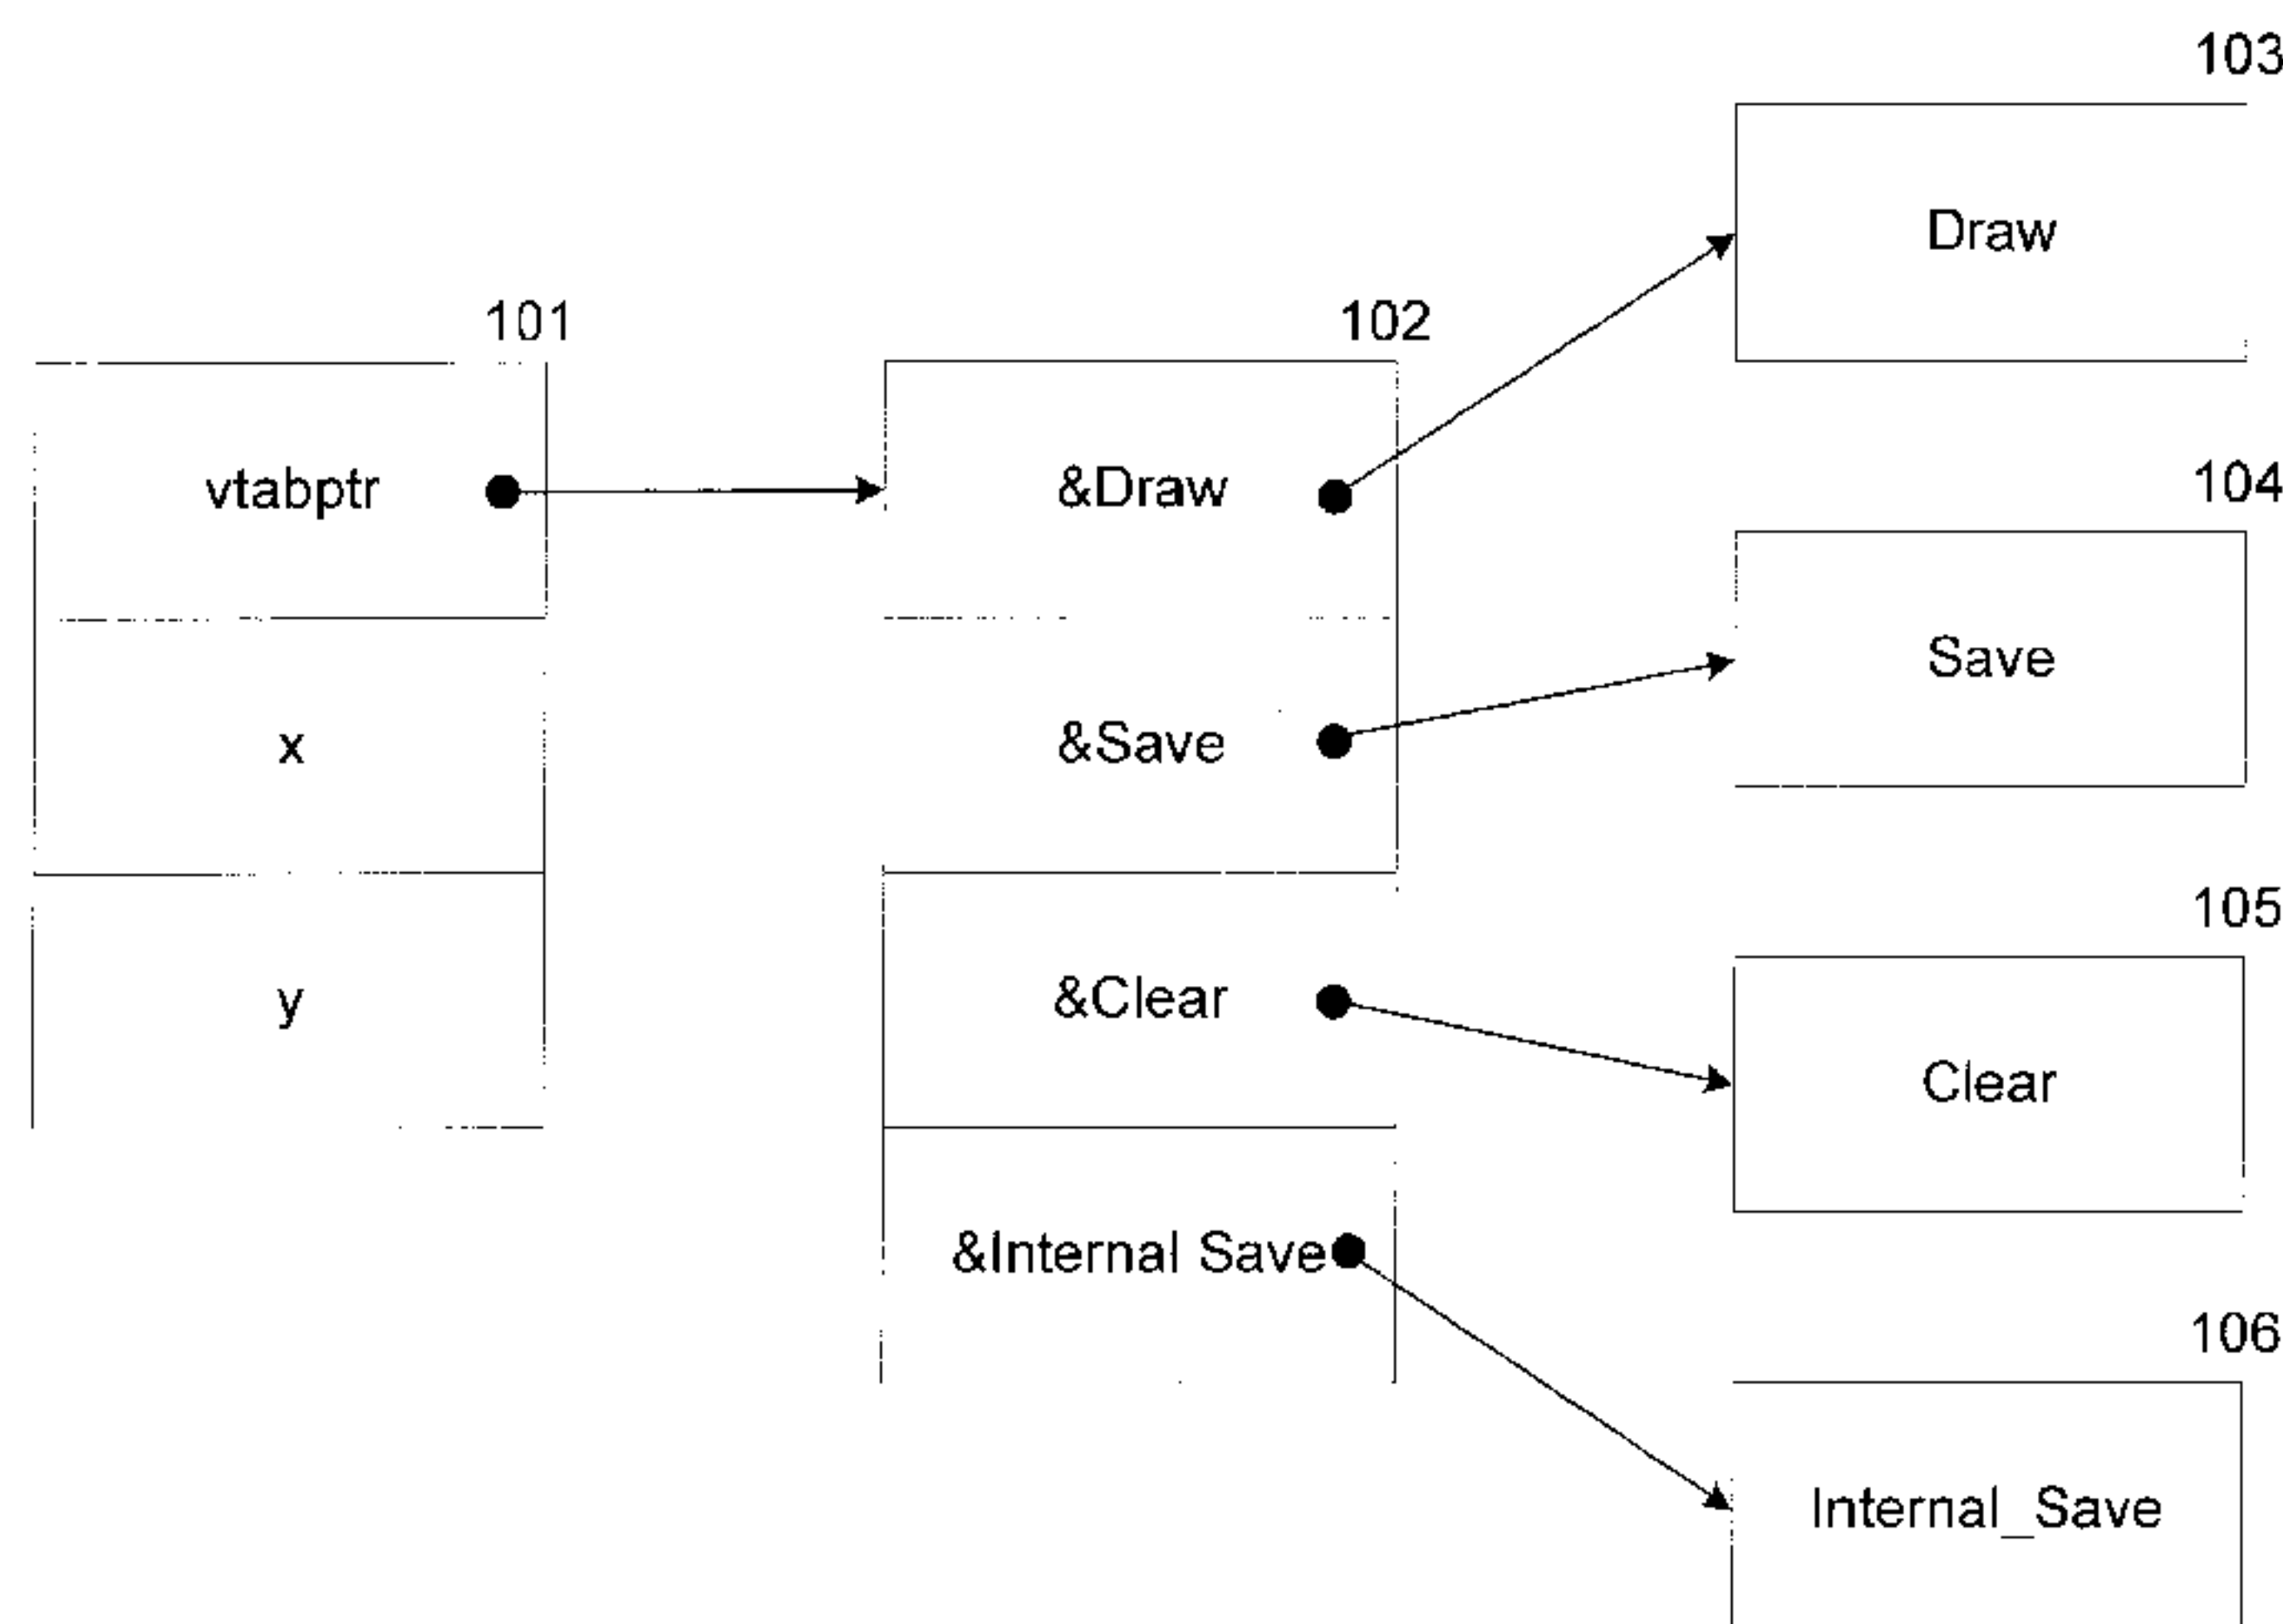 103
Draw
101
102
vtabptr
&Draw
104
Save
x
&Save
105
y
&Clear
Clear
&Internal Save
106
Internal_Save